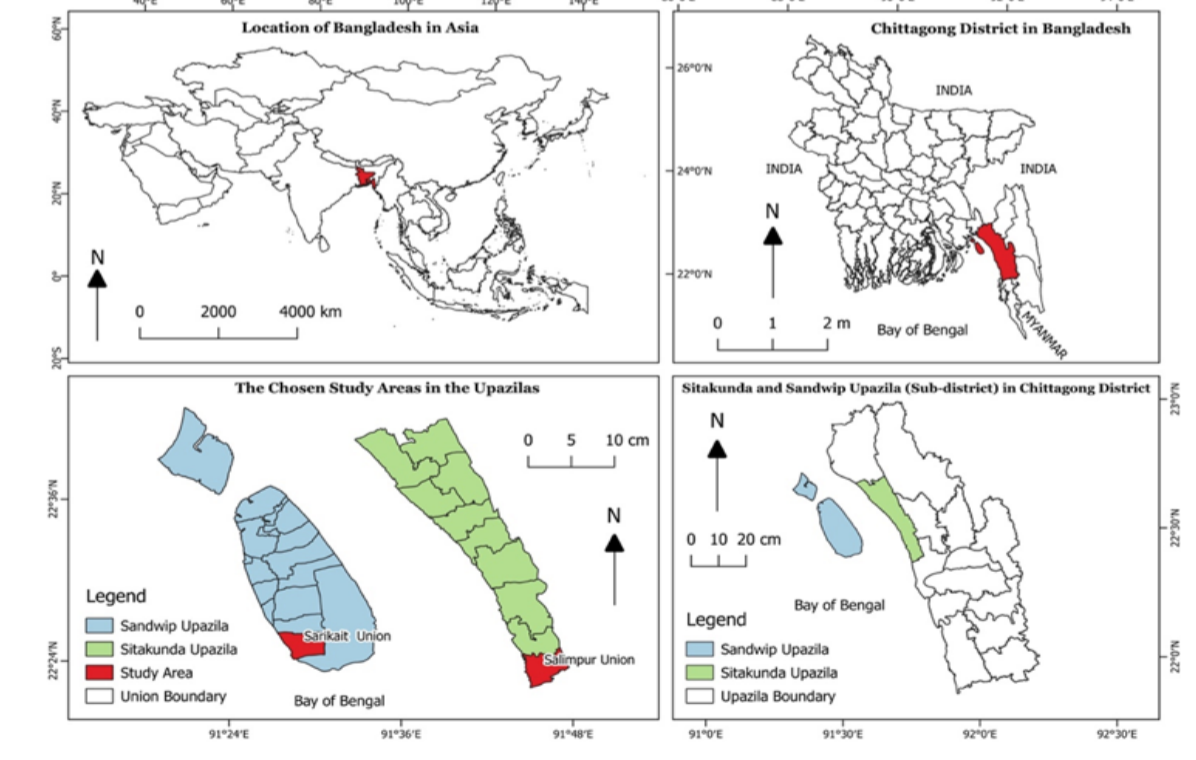 40°E 60°E 80°E 100°E 120°E 140°E
Location of Bangladesh in Asia
60°N
40°N
20°N
0°
20°S
N
0 2000 4000 km
Chittagong District in Bangladesh
26°0'N
24°0'N
22°0'N
INDIA
INDIA
INDIA
N
0 1 2 m
Bay of Bengal
MYANMAR
The Chosen Study Areas in the Upazilas
0 5 10 cm
N
22°36'N
22°24'N
Legend
Sandwip Upazila
Sitakunda Upazila
Study Area
Union Boundary
Sarikait Union
Salimpur Union
Bay of Bengal
91°24'E 91°36'E 91°48'E
Sitakunda and Sandwip Upazila (Sub-district) in Chittagong District
N
0 10 20 cm
Bay of Bengal
Legend
Sandwip Upazila
Sitakunda Upazila
Upazila Boundary
23°0'N
22°30'N
22°0'N
91°0'E 91°30'E 92°0'E 92°30'E